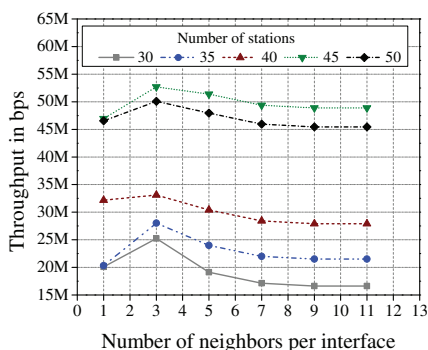 65M
60M
55M
50M
45M
40M
35M
30M
25M
20M
15M
Throughput in bps
Number of stations
30 35 40 45 50
0 1 2 3 4 5 6 7 8 9 10 11 12 13
Number of neighbors per interface